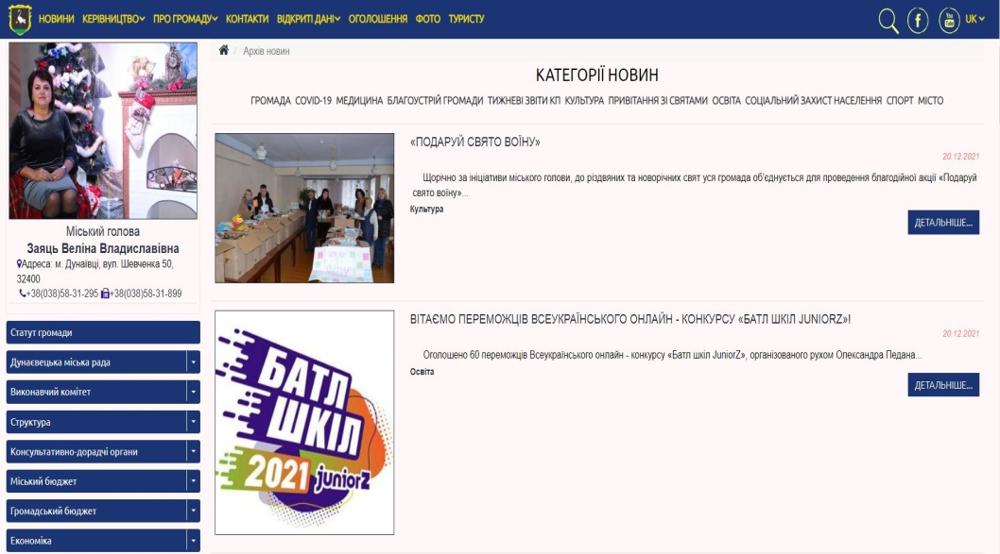 НОВИНИ КЕРІВНИЦТВО ПРО ГРОМАДУ КОНТАКТИ ВІДКРИТІ ДАНІ ОГОЛОШЕННЯ ФОТО ТУРИСТУ
You Tube UK
Міський голова
Заяць Веліна Владиславівна
Адреса: м. Дунаївці, вул. Шевченка 50,
32400
+38(038)58-31-295 +38(038)58-31-899
Статут громади
Дунаєвецька міська рада
Виконавчий комітет
Структура
Консультативно-дорадчі органи
Міський бюджет
Громадський бюджет
Економіка
/ Архів новин
КАТЕГОРІЇ НОВИН
ГРОМАДА COVID-19 МЕДИЦИНА БЛАГОУСТРІЙ ГРОМАДИ ТИЖНЕВІ ЗВІТИ КП КУЛЬТУРА ПРИВІТАННЯ ЗІ СВЯТАМИ ОСВІТА СОЦІАЛЬНИЙ ЗАХИСТ НАСЕЛЕННЯ СПОРТ МІСТО
«ПОДАРУЙ СВЯТО ВОЇНУ»
20.12.2021
Щорічно за ініціативи міського голови, до різдвяних та новорічних свят уся громада об’єднується для проведення благодійної акції «Подаруй
свято воїну»...
Культура
ДЕТАЛЬНІШЕ...
БАТЛ
ШКІЛ
2021 juniorZ
ВІТАЄМО ПЕРЕМОЖЦІВ ВСЕУКРАЇНСЬКОГО ОНЛАЙН - КОНКУРСУ «БАТЛ ШКІЛ JUNIORZ»!
20.12.2021
Оголошено 60 переможців Всеукраїнського онлайн - конкурсу «Батл шкіл JuniorZ», організованого рухом Олександра Педана...
Освіта
ДЕТАЛЬНІШЕ...